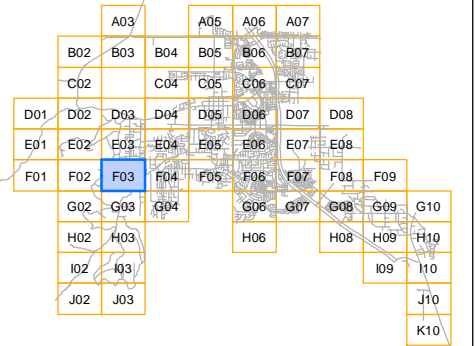 A03 A05 A06 A07
B02 B03 B04 B05 B06 B07
C02 C04 C05 C06 C07
D01 D02 D03 D04 D05 D06 D07 D08
E01 E02 E03 E04 E05 E06 E07 E08
F01 F02 F03 F04 F05 F06 F07 F08 F09
G02 G03 G04 G06 G07 G08 G09 G10
H02 H03 H06 H08 H09 H10
I02 I03 I09 I10
J02 J03 J10
K10